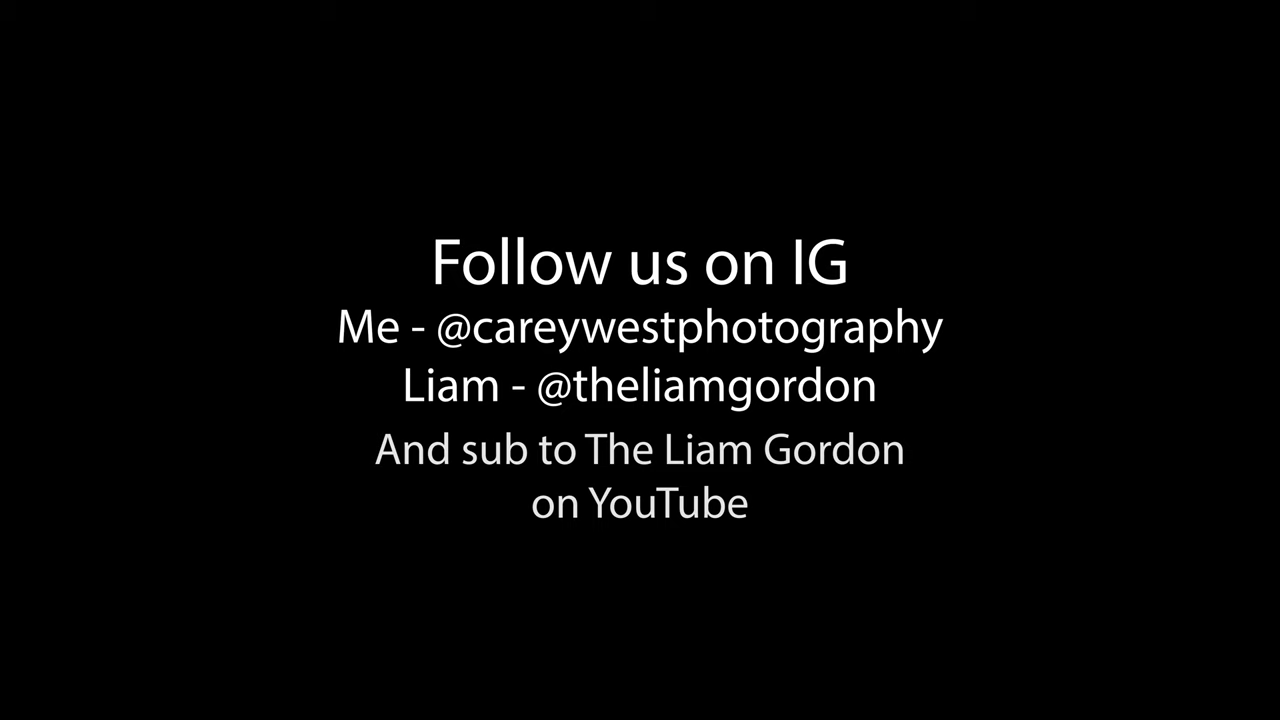 Follow us on IG
Me - @careywestphotography
Liam - @theliamgordon
And sub to The Liam Gordon
on YouTube